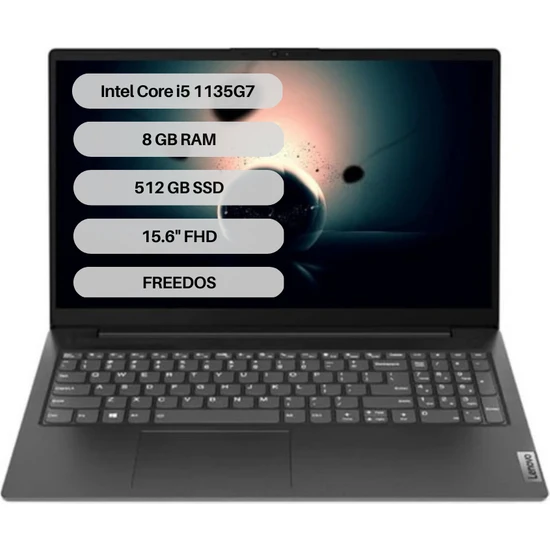 Intel Core i5 1135G7
8 GB RAM
512 GB SSD
15.6" FHD
FREEDOS
Lenovo